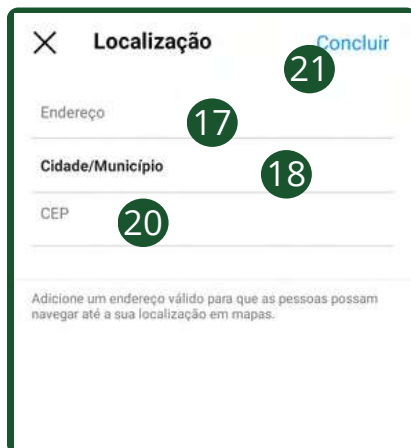 Localização
Concluir
21
Endereço
17
Cidade/Município
18
CEP
20
Adicione um endereço válido para que as pessoas possam
navegar até a sua localização em mapas.